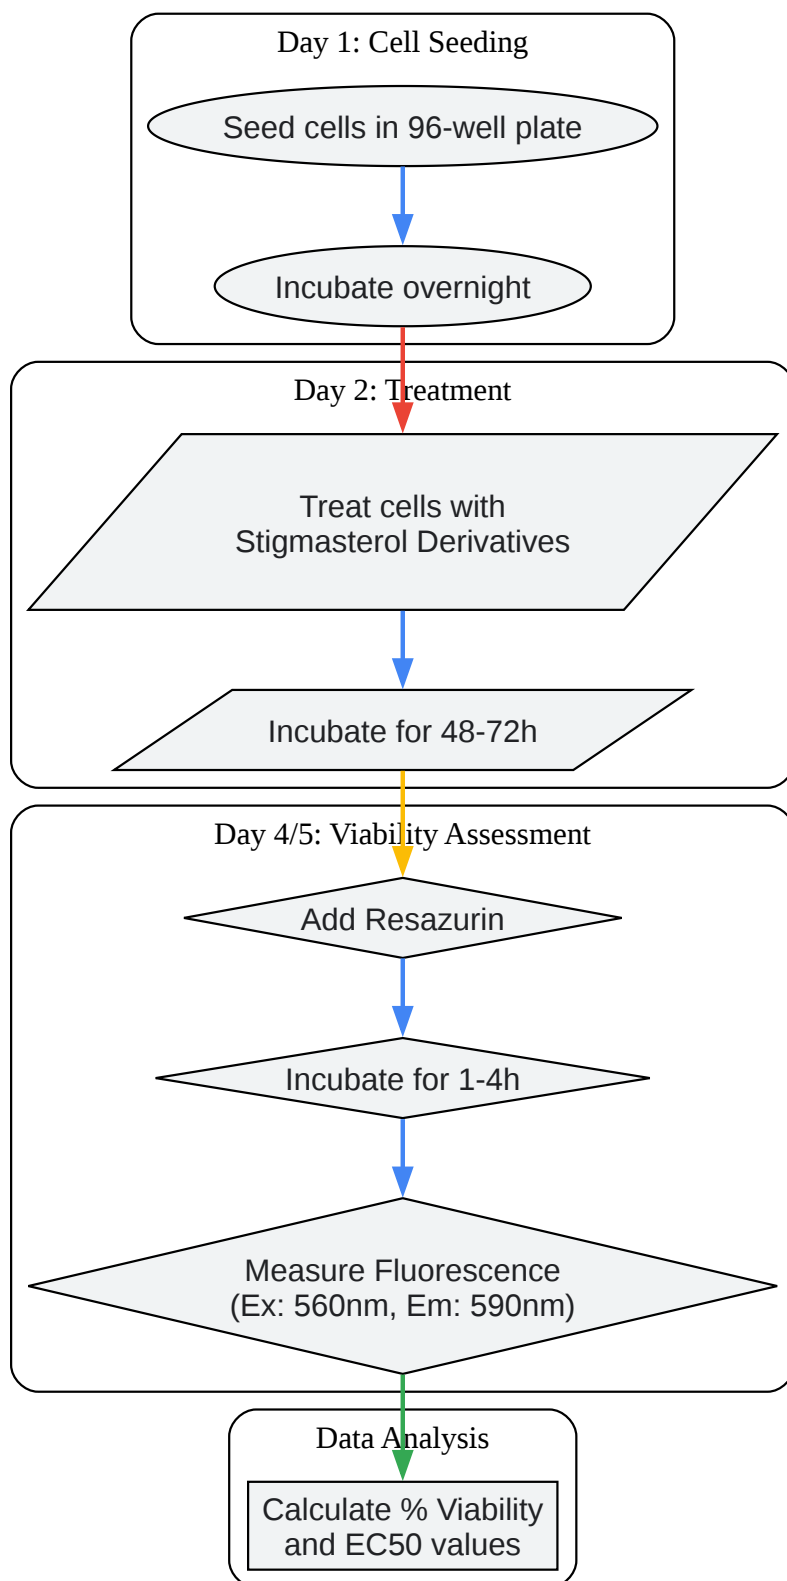 Day 1: Cell Seeding
Seed cells in 96-well plate
Incubate overnight
Day 2: Treatment
Treat cells with
Stigmasterol Derivatives
Incubate for 48-72h
Day 4/5: Viability Assessment
Add Resazurin
Incubate for 1-4h
Measure Fluorescence
(Ex: 560nm, Em: 590nm)
Data Analysis
Calculate % Viability
and EC50 values